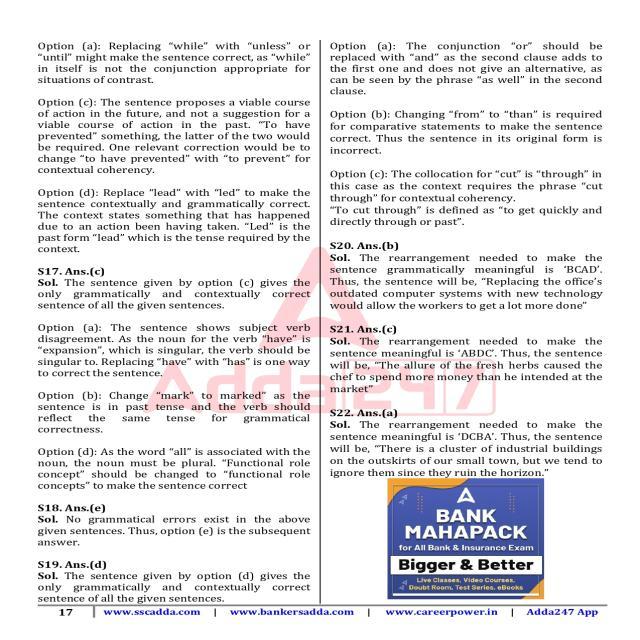 Option (a): Replacing “while” with “unless” or
“until” might make the sentence correct, as “while”
in itself is not the conjunction appropriate for
situations of contrast.
Option (c): The sentence proposes a viable course
of action in the future, and not a suggestion for a
viable course of action in the past. “To have
prevented” something, the latter of the two would
be required. One relevant correction would be to
change “to have prevented” with “to prevent” for
contextual coherency.
Option (d): Replace “lead” with “led” to make the
sentence contextually and grammatically correct.
The context states something that has happened
due to an action been having taken. “Led” is the
past form “lead” which is the tense required by the
context.
S17. Ans.(c)
Sol. The sentence given by option (c) gives the
only grammatically and contextually correct
sentence of all the given sentences.
Option (a): The sentence shows subject verb
disagreement. As the noun for the verb “have” is
“expansion”, which is singular, the verb should be
singular to. Replacing “have” with “has” is one way
to correct the sentence.
Option (b): Change “mark” to marked” as the
sentence is in past tense and the verb should
reflect the same tense for grammatical
correctness.
Option (d): As the word “all” is associated with the
noun, the noun must be plural. “Functional role
concept” should be changed to “functional role
concepts” to make the sentence correct
S18. Ans.(e)
Sol. No grammatical errors exist in the above
given sentences. Thus, option (e) is the subsequent
answer.
S19. Ans.(d)
Sol. The sentence given by option (d) gives the
only grammatically and contextually correct
sentence of all the given sentences.
Option (a): The conjunction “or” should be
replaced with “and” as the second clause adds to
the first one and does not give an alternative, as
can be seen by the phrase “as well” in the second
clause.
Option (b): Changing “from” to “than” is required
for comparative statements to make the sentence
correct. Thus the sentence in its original form is
incorrect.
Option (c): The collocation for “cut” is “through” in
this case as the context requires the phrase “cut
through” for contextual coherency.
“To cut through” is defined as “to get quickly and
directly through or past”.
S20. Ans.(b)
Sol. The rearrangement needed to make the
sentence grammatically meaningful is ‘BCAD’.
Thus, the sentence will be, “Replacing the office’s
outdated computer systems with new technology
would allow the workers to get a lot more done”
S21. Ans.(c)
Sol. The rearrangement needed to make the
sentence meaningful is ‘ABDC’. Thus, the sentence
will be, “The allure of the fresh herbs caused the
chef to spend more money than he intended at the
market”
S22. Ans.(a)
Sol. The rearrangement needed to make the
sentence meaningful is ‘DCBA’. Thus, the sentence
will be, “There is a cluster of industrial buildings
on the outskirts of our small town, but we tend to
ignore them since they ruin the horizon.”
Adda247
BANK
MAHAPACK
for All Bank & Insurance Exam
Bigger & Better
Live Classes, Video Courses,
Doubt Room, Test Series, eBooks
17 | www.sscadda.com | www.bankersadda.com | www.careerpower.in | Adda247 App